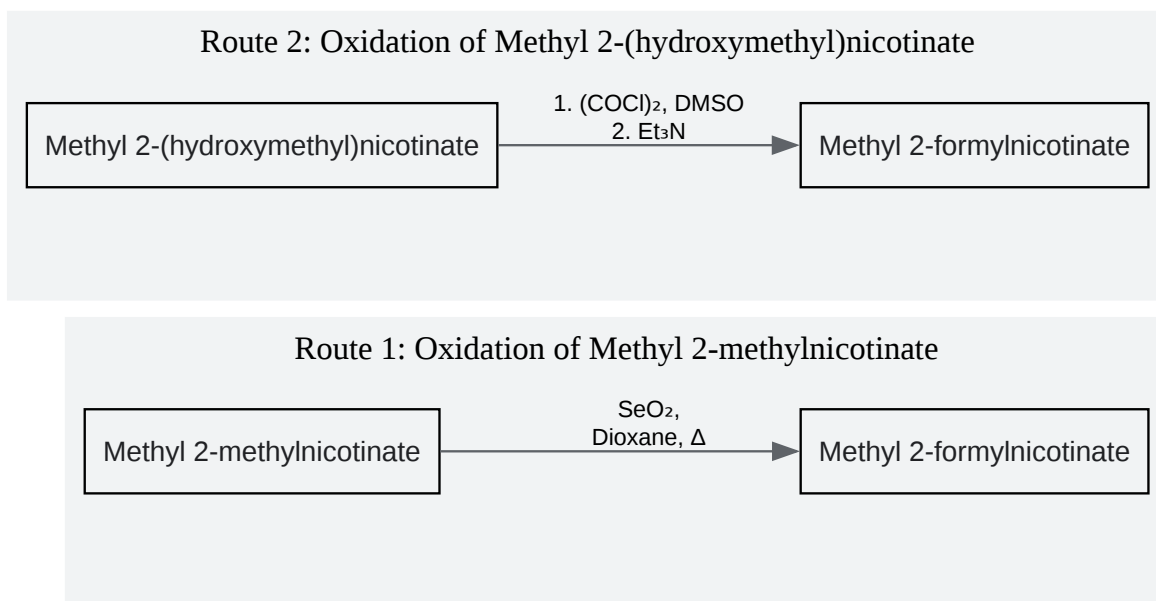 Route 2: Oxidation of Methyl 2-(hydroxymethyl)nicotinate
Methyl 2-(hydroxymethyl)nicotinate
1. (COCl)₂, DMSO
2. Et₃N
Methyl 2-formylnicotinate
Route 1: Oxidation of Methyl 2-methylnicotinate
Methyl 2-methylnicotinate
SeO₂,
Dioxane, Δ
Methyl 2-formylnicotinate